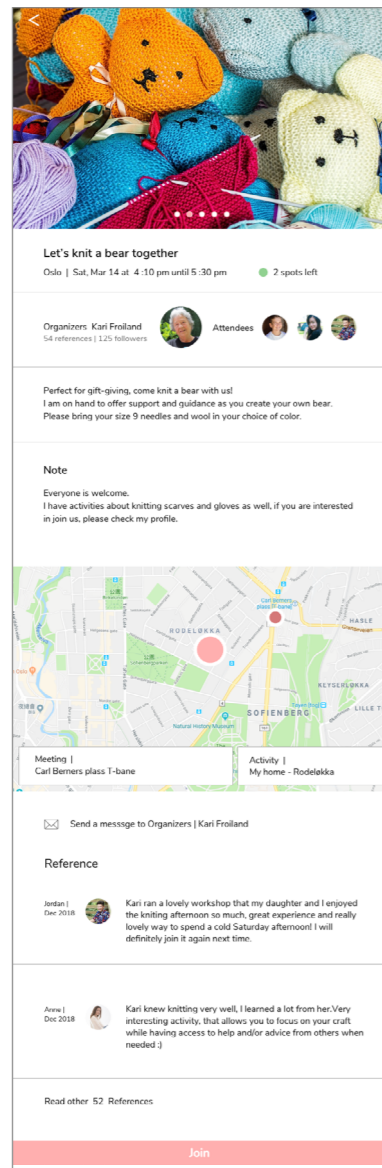 <
Let's knit a bear together
Oslo | Sat, Mar 14 at 4 :10 pm until 5 :30 pm
2 spots left
Organizers Kari Froiland
54 references | 125 followers
Attendees
Perfect for gift-giving, come knit a bear with us!
I am on hand to offer support and guidance as you create your own bear.
Please bring your size 9 needles and wool in your choice of color.
Note
Everyone is welcome.
I have activities about knitting scarves and gloves as well, if you are interested
in join us, please check my profile.
Carl Berners
plass T-bane
HASLE
RODELØKKA
Oslo
KEYSERLØKKA
SOFIENBERG
LILLE T
Natural History Museum
Meeting |
Carl Berners plass T-bane
Activity |
My home - Rodeløkka
Send a messsge to Organizers | Kari Froiland
Reference
Jordan |
Dec 2018
Kari ran a lovely workshop that my daughter and I enjoyed
the kniting afternoon so much, great experience and really
lovely way to spend a cold Saturday afternoon! I will
definitely join it again next time.
Anne |
Dec 2018
Kari knew knitting very well, I learned a lot from her.Very
interesting activity, that allows you to focus on your craft
while having access to help and/or advice from others when
needed :)
Read other 52 References
Join